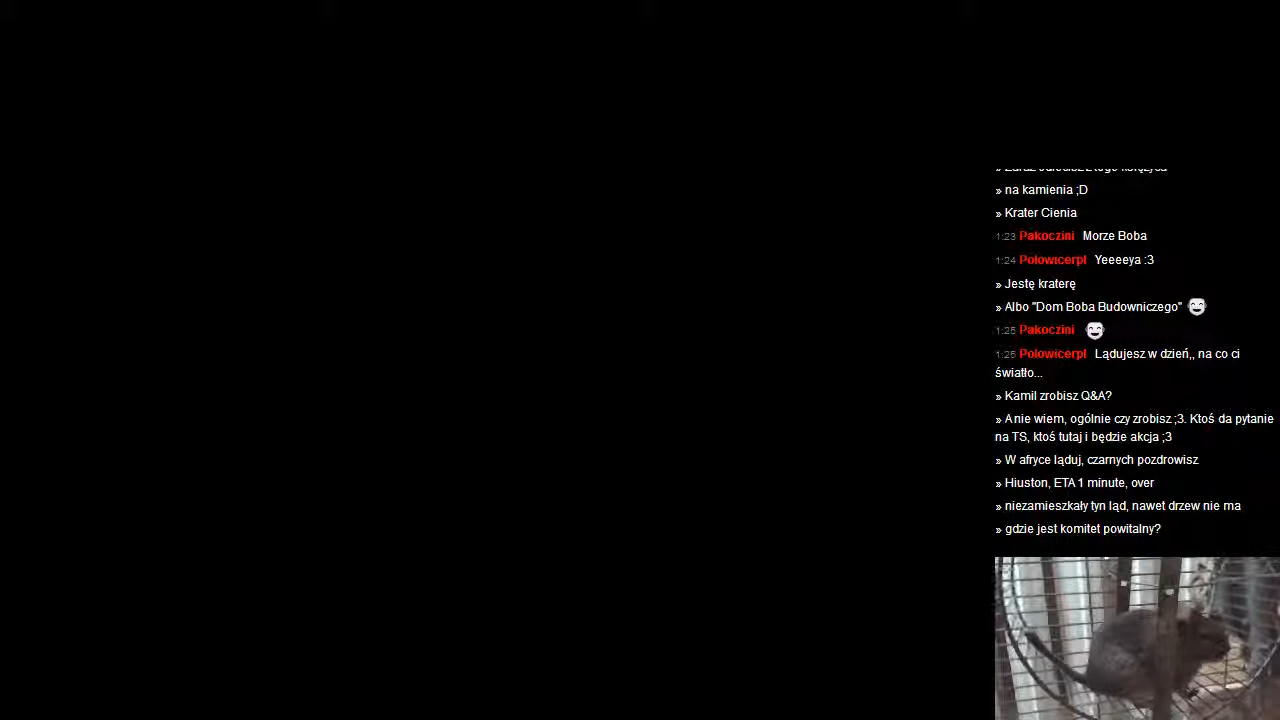 » na kamienia ;D
» Krater Cienia
1:23 Pakoczini Morze Boba
1:24 Polowicerpl Yeeeeya :3
» Jestę kraterę
» Albo "Dom Boba Budowniczego"
1:25 Pakoczini
1:25 Polowicerpl Lądujesz w dzień,, na co ci
światło...
» Kamil zrobisz Q&A?
» A nie wiem, ogólnie czy zrobisz ;3. Ktoś da pytanie
na TS, ktoś tutaj i będzie akcja ;3
» W afryce ląduj, czarnych pozdrowisz
» Hiuston, ETA 1 minute, over
» niezamieszkały tyn ląd, nawet drzew nie ma
» gdzie jest komitet powitalny?